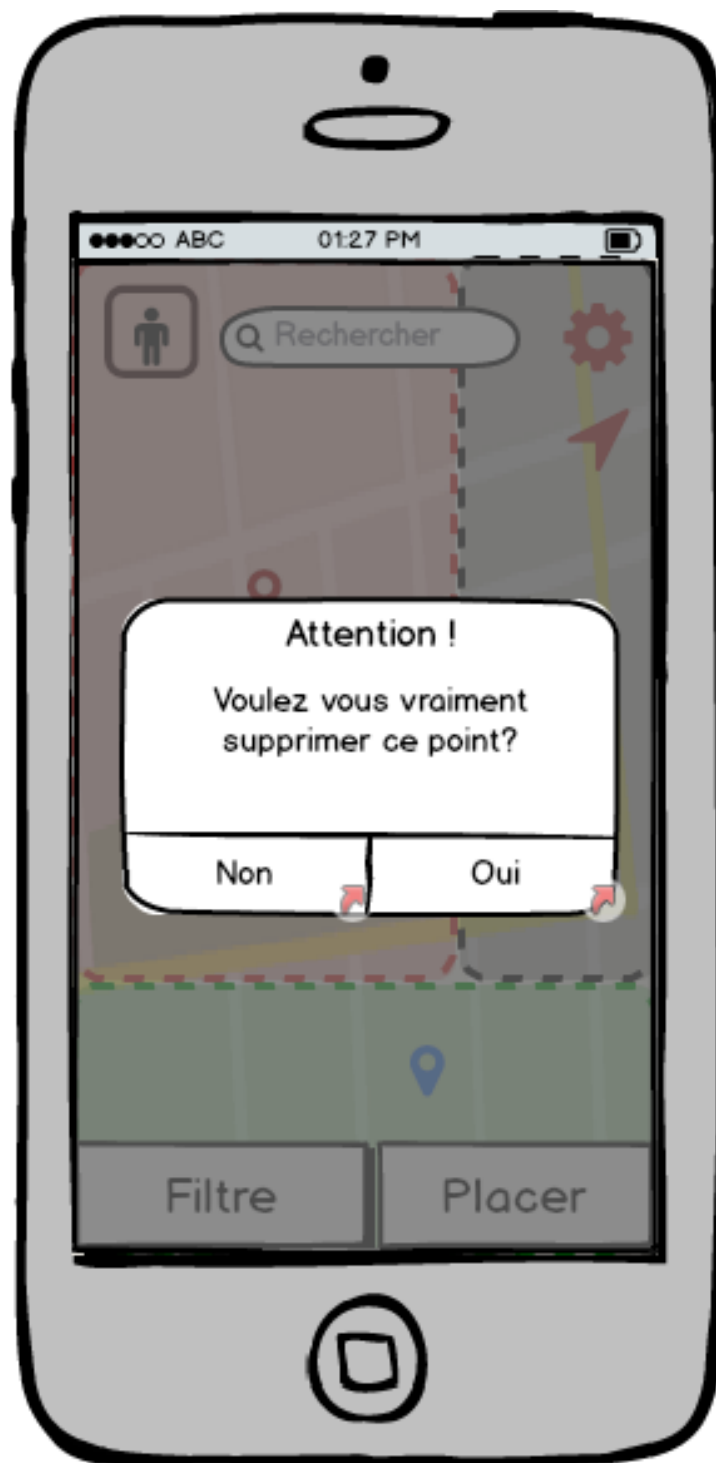 ABC 01:27 PM
Rechercher
Attention !
Voulez vous vraiment
supprimer ce point?
Non Oui
Filtre Placer